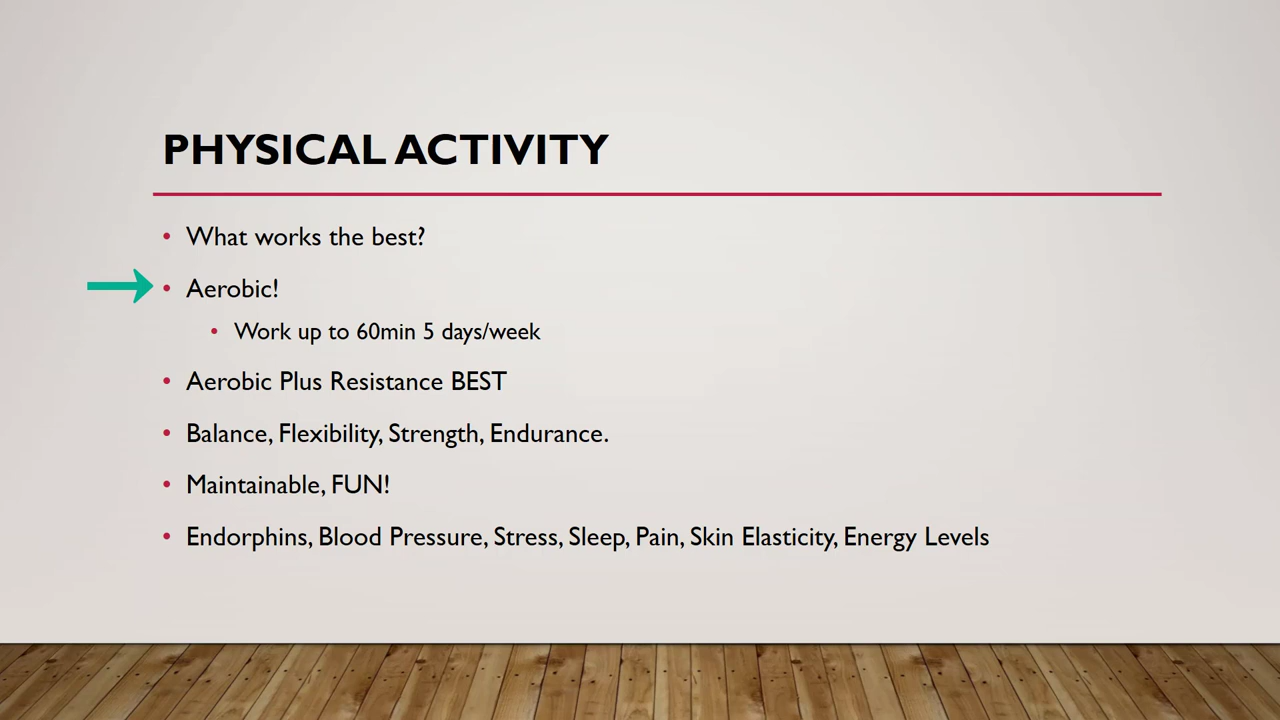 PHYSICAL ACTIVITY
• What works the best?
• Aerobic!
• Work up to 60min 5 days/week
• Aerobic Plus Resistance BEST
• Balance, Flexibility, Strength, Endurance.
• Maintainable, FUN!
• Endorphins, Blood Pressure, Stress, Sleep, Pain, Skin Elasticity, Energy Levels